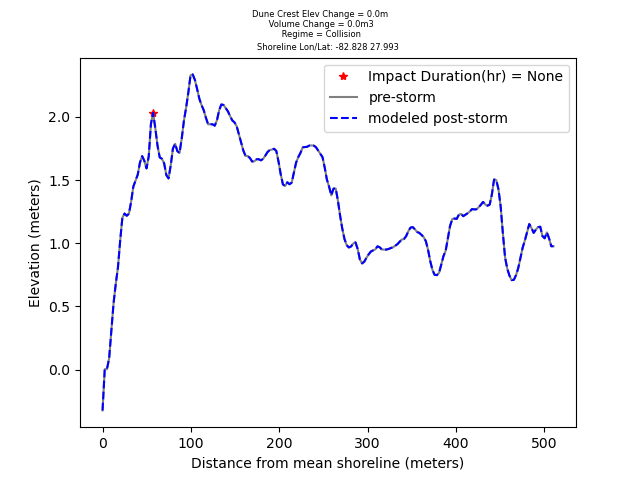 Dune Crest Elev Change = 0.0m
Volume Change = 0.0m3
Regime = Collision
Shoreline Lon/Lat: -82.828 27.993
Impact Duration(hr) = None
pre-storm
modeled post-storm
Elevation (meters)
2.0
1.5
1.0
0.5
0.0
0 100 200 300 400 500
Distance from mean shoreline (meters)